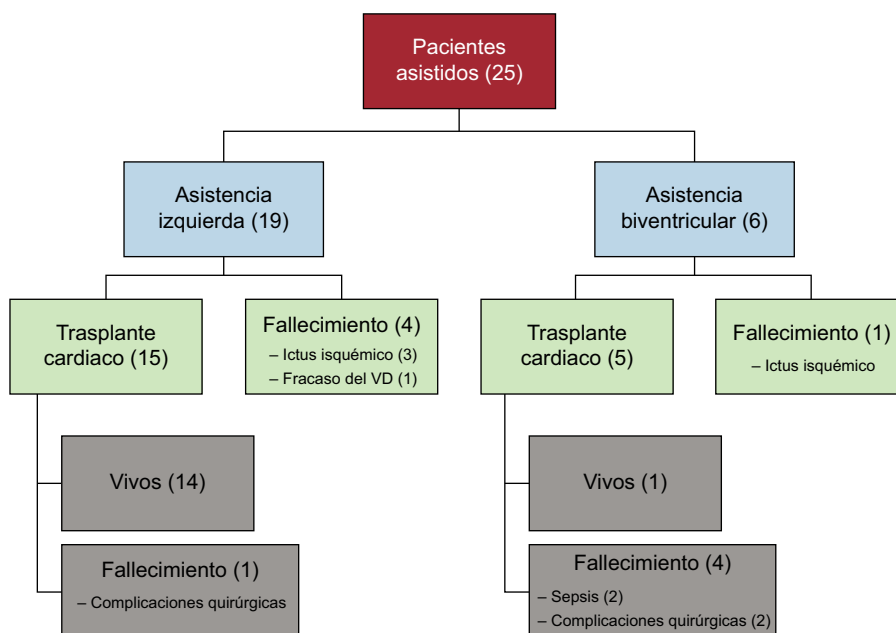 Pacientes
asistidos (25)
Asistencia
izquierda (19)
Asistencia
biventricular (6)
Trasplante
cardiaco (15)
Fallecimiento (4)
– Ictus isquémico (3)
– Fracaso del VD (1)
Trasplante
cardiaco (5)
Fallecimiento (1)
– Ictus isquémico
Vivos (14)
Vivos (1)
Fallecimiento (1)
– Complicaciones quirúrgicas
Fallecimiento (4)
– Sepsis (2)
– Complicaciones quirúrgicas (2)